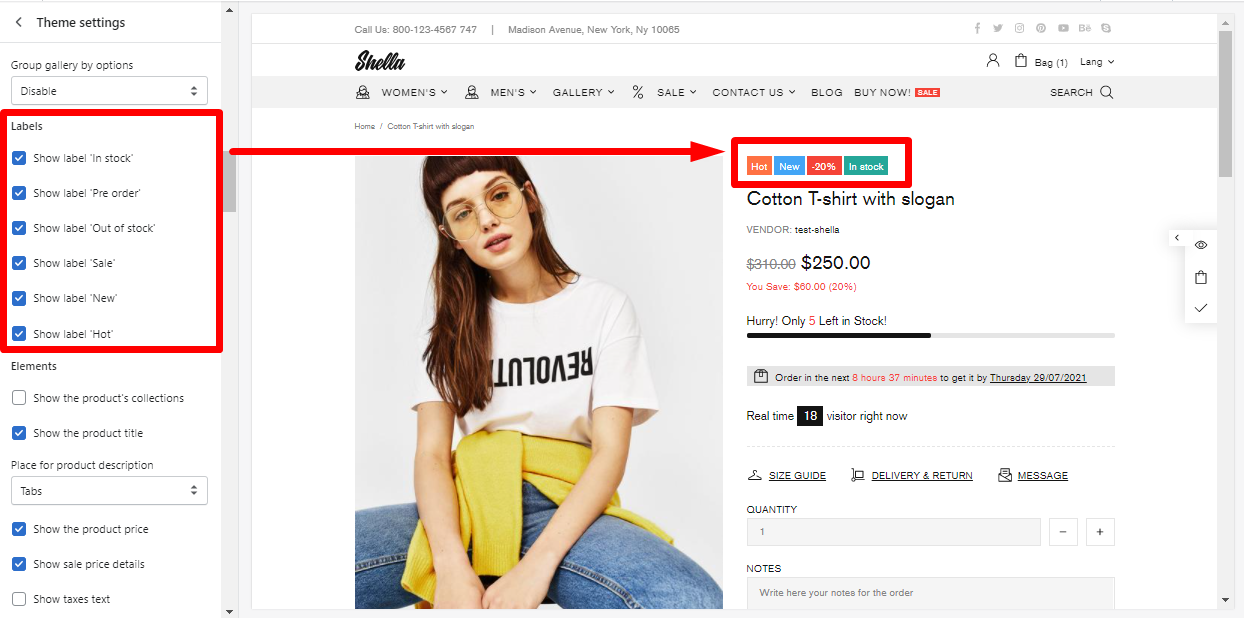 Theme settings
Group gallery by options
Disable
Labels
Show label 'In stock'
Show label 'Pre order'
Show label 'Out of stock'
Show label 'Sale'
Show label 'New'
Show label 'Hot'
Elements
Show the product's collections
Show the product title
Place for product description
Tabs
Show the product price
Show sale price details
Show taxes text
Call Us: 800-123-4567 747 | Madison Avenue, New York, Ny 10065
Shella
Bag (1) Lang
WOMEN'S MEN'S GALLERY % SALE CONTACT US BLOG BUY NOW! SALE SEARCH
Home / Cotton T-shirt with slogan
REVOLUT
Hot New -20% In stock
Cotton T-shirt with slogan
VENDOR: test-shella
$310.00 $250.00
You Save: $60.00 (20%)
Hurry! Only 5 Left in Stock!
Order in the next 8 hours 37 minutes to get it by Thursday 29/07/2021
Real time 18 visitor right now
SIZE GUIDE DELIVERY & RETURN MESSAGE
QUANTITY
1 − +
NOTES
Write here your notes for the order